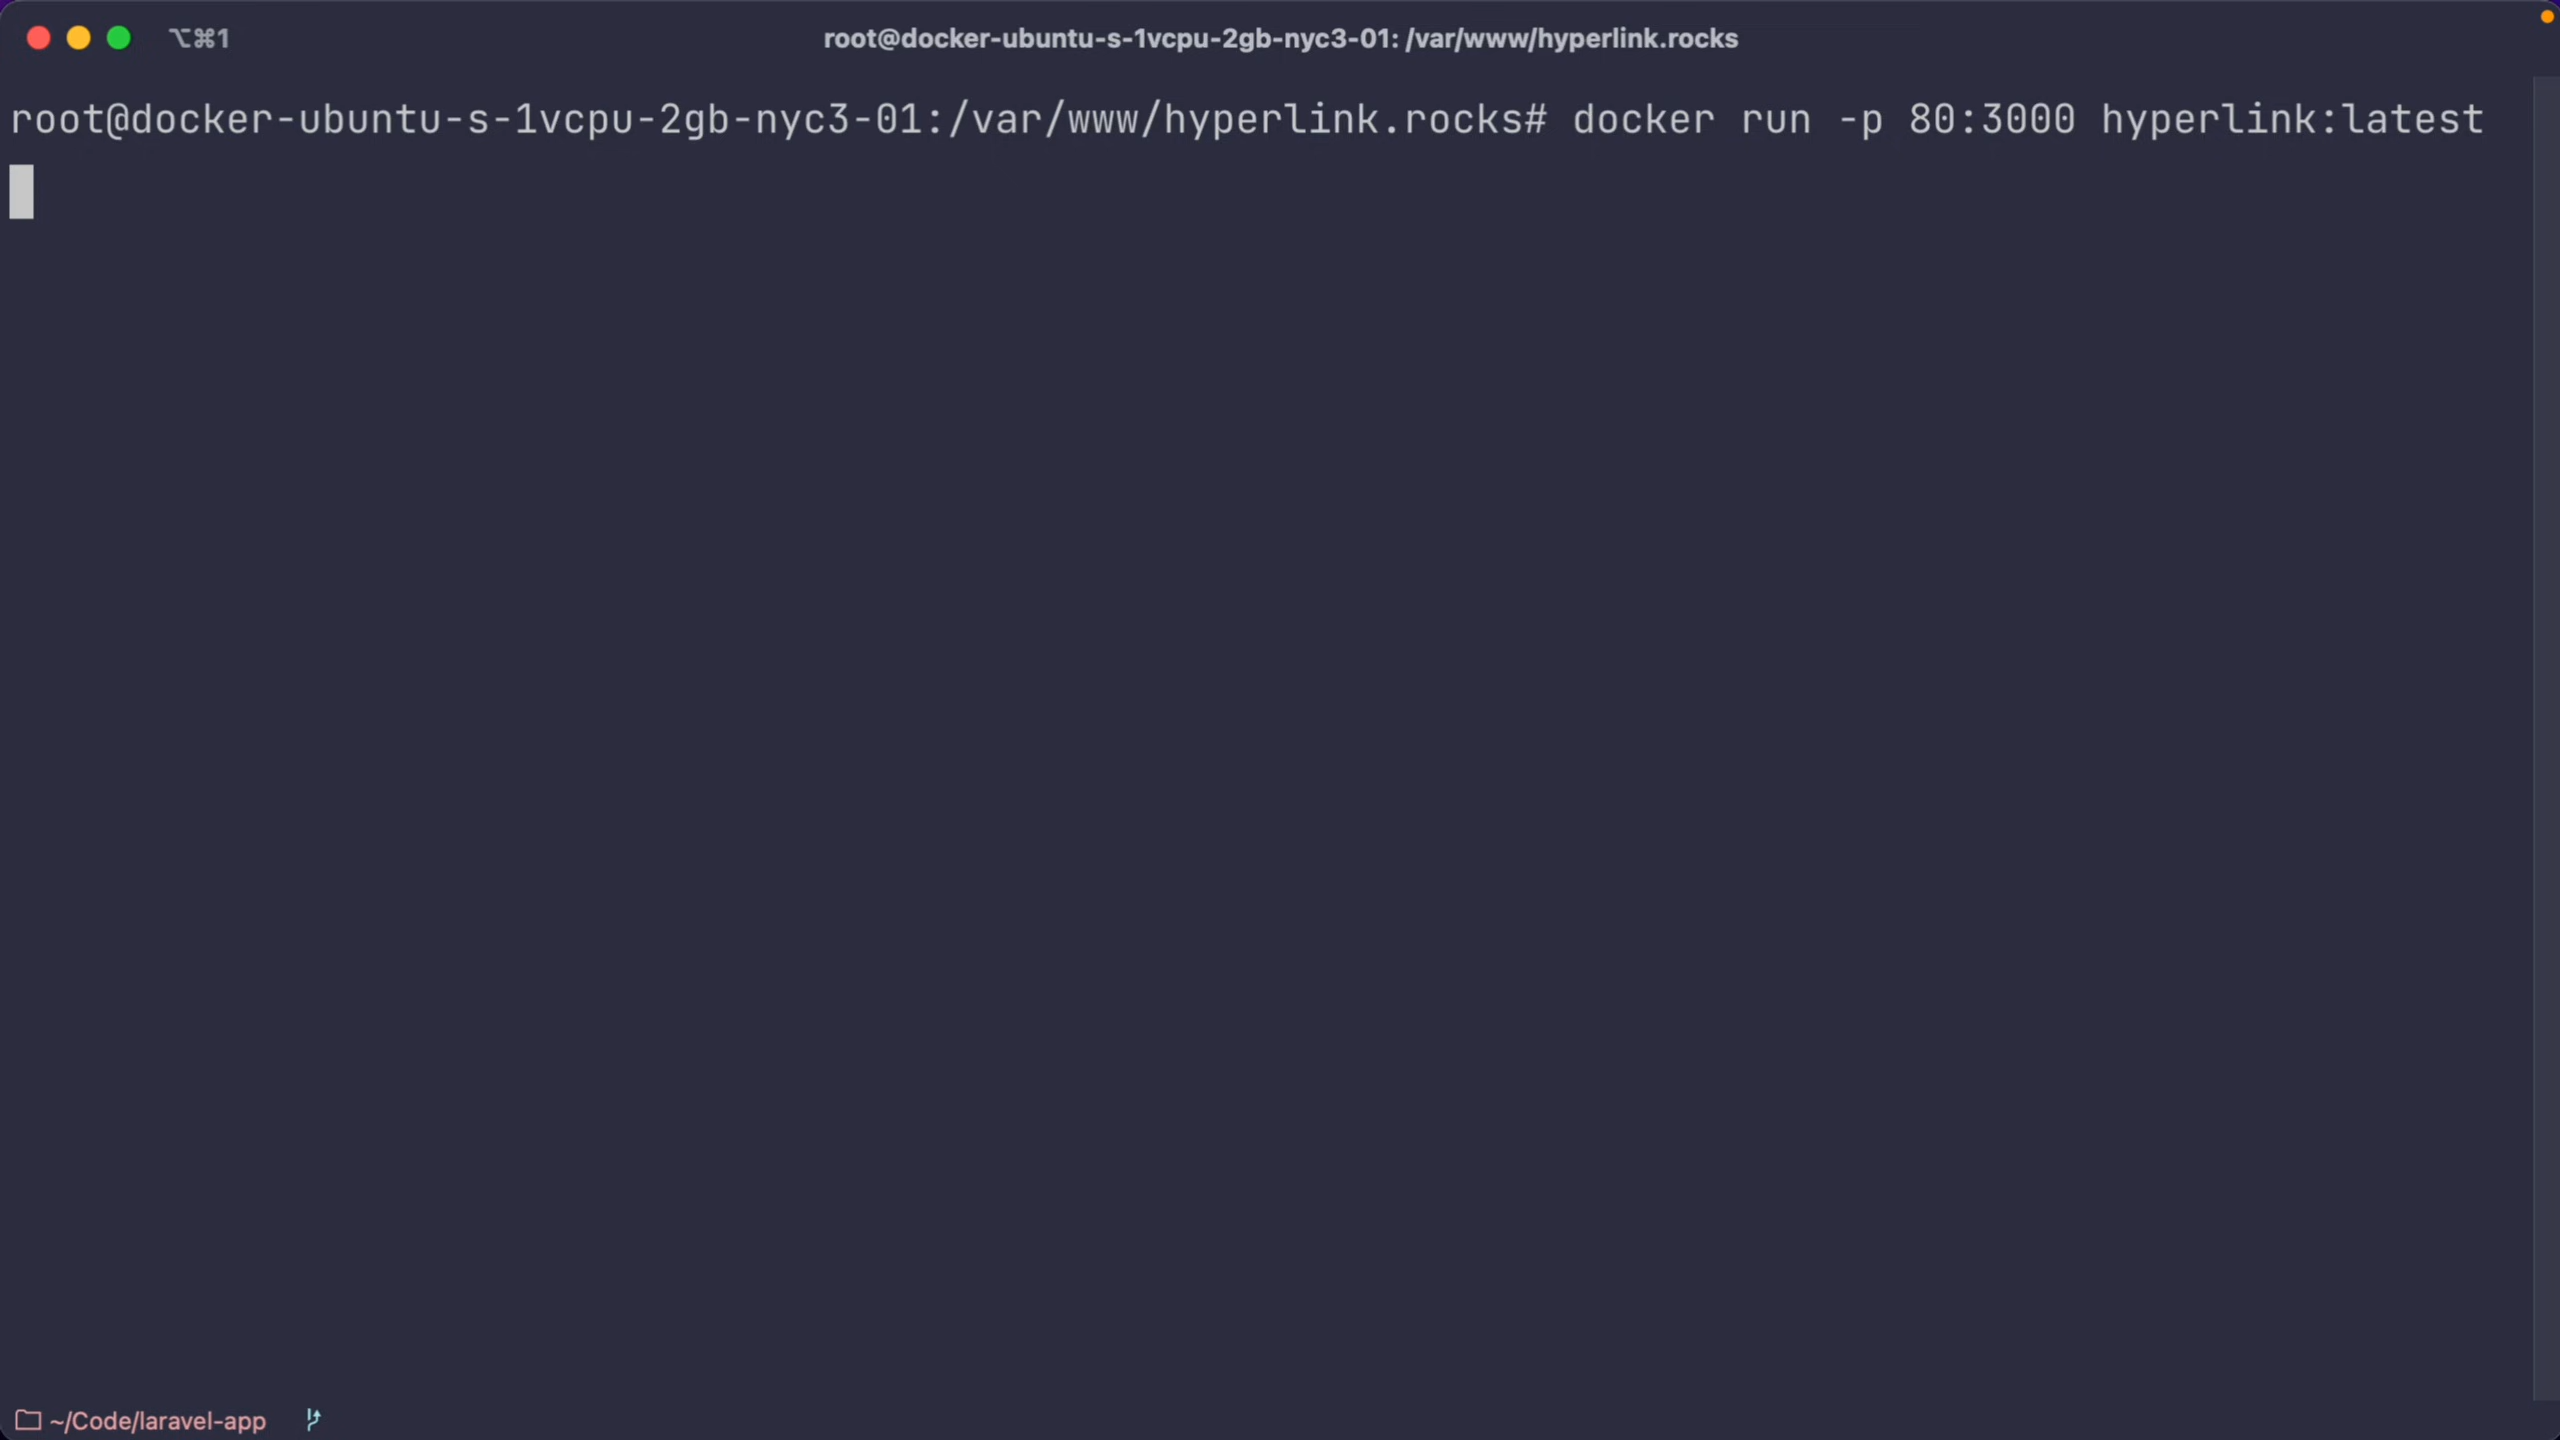 ⌥⌘1
root@docker-ubuntu-s-1vcpu-2gb-nyc3-01: /var/www/hyperlink.rocks
root@docker-ubuntu-s-1vcpu-2gb-nyc3-01:/var/www/hyperlink.rocks# docker run -p 80:3000 hyperlink:latest
~/Code/laravel-app